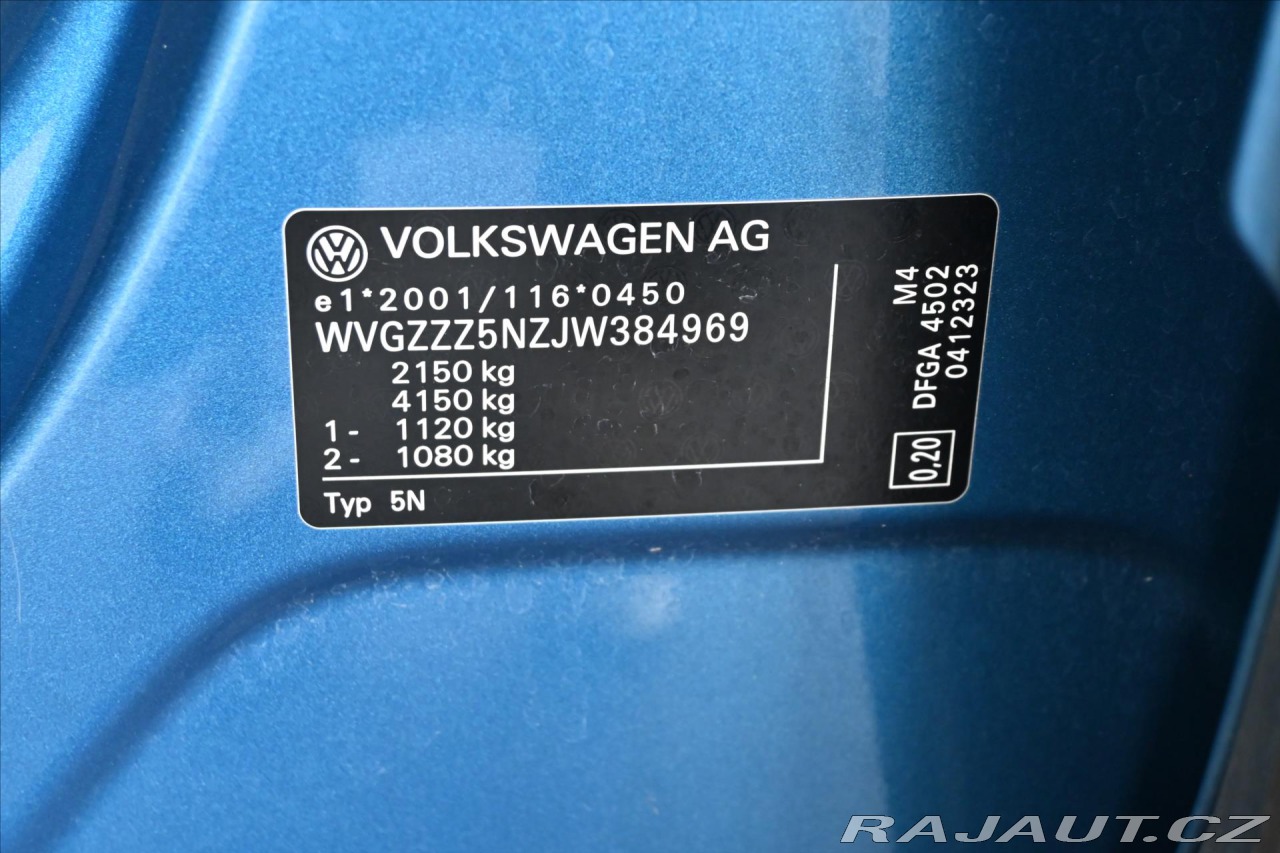 VOLKSWAGEN AG
e1*2001/116*0450
WVGZZZ5NZJW384969
2150 kg
4150 kg
1- 1120 kg
2- 1080 kg
Typ 5N
M4
DFGA 4502
0412323
0,20
RAJAUT.CZ